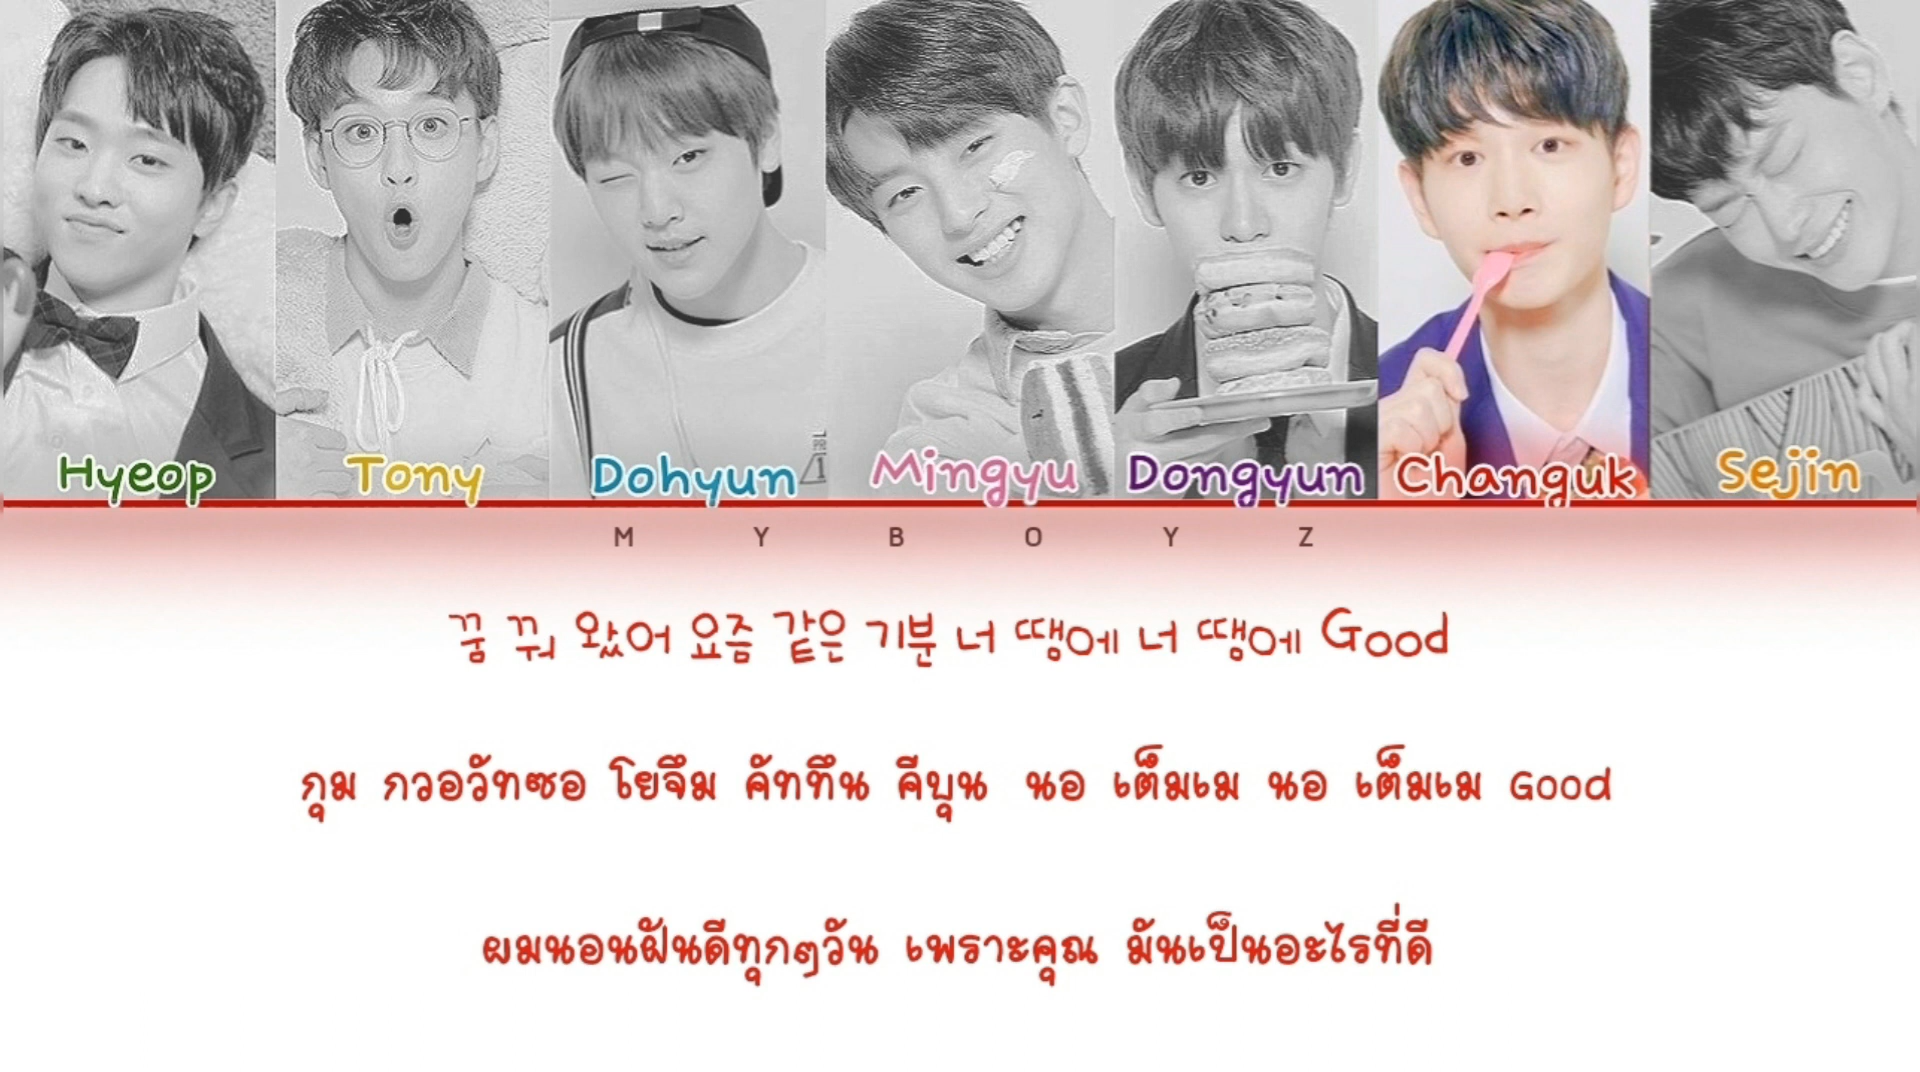 Hyeop Tony Dohyun Mingyu Dongyun Changuk Sejin
M Y B O Y Z
꿈 꿔 왔어 요즘 같은 기분 너 땜에 너 땜에 Good
กุม กวอวัทซอ โยจึม คัททึน คีบุน นอ เต็มเม นอ เต็มเม Good
ผมนอนฝันดีทุกๆวัน เพราะคุณ มันเป็นอะไรที่ดี